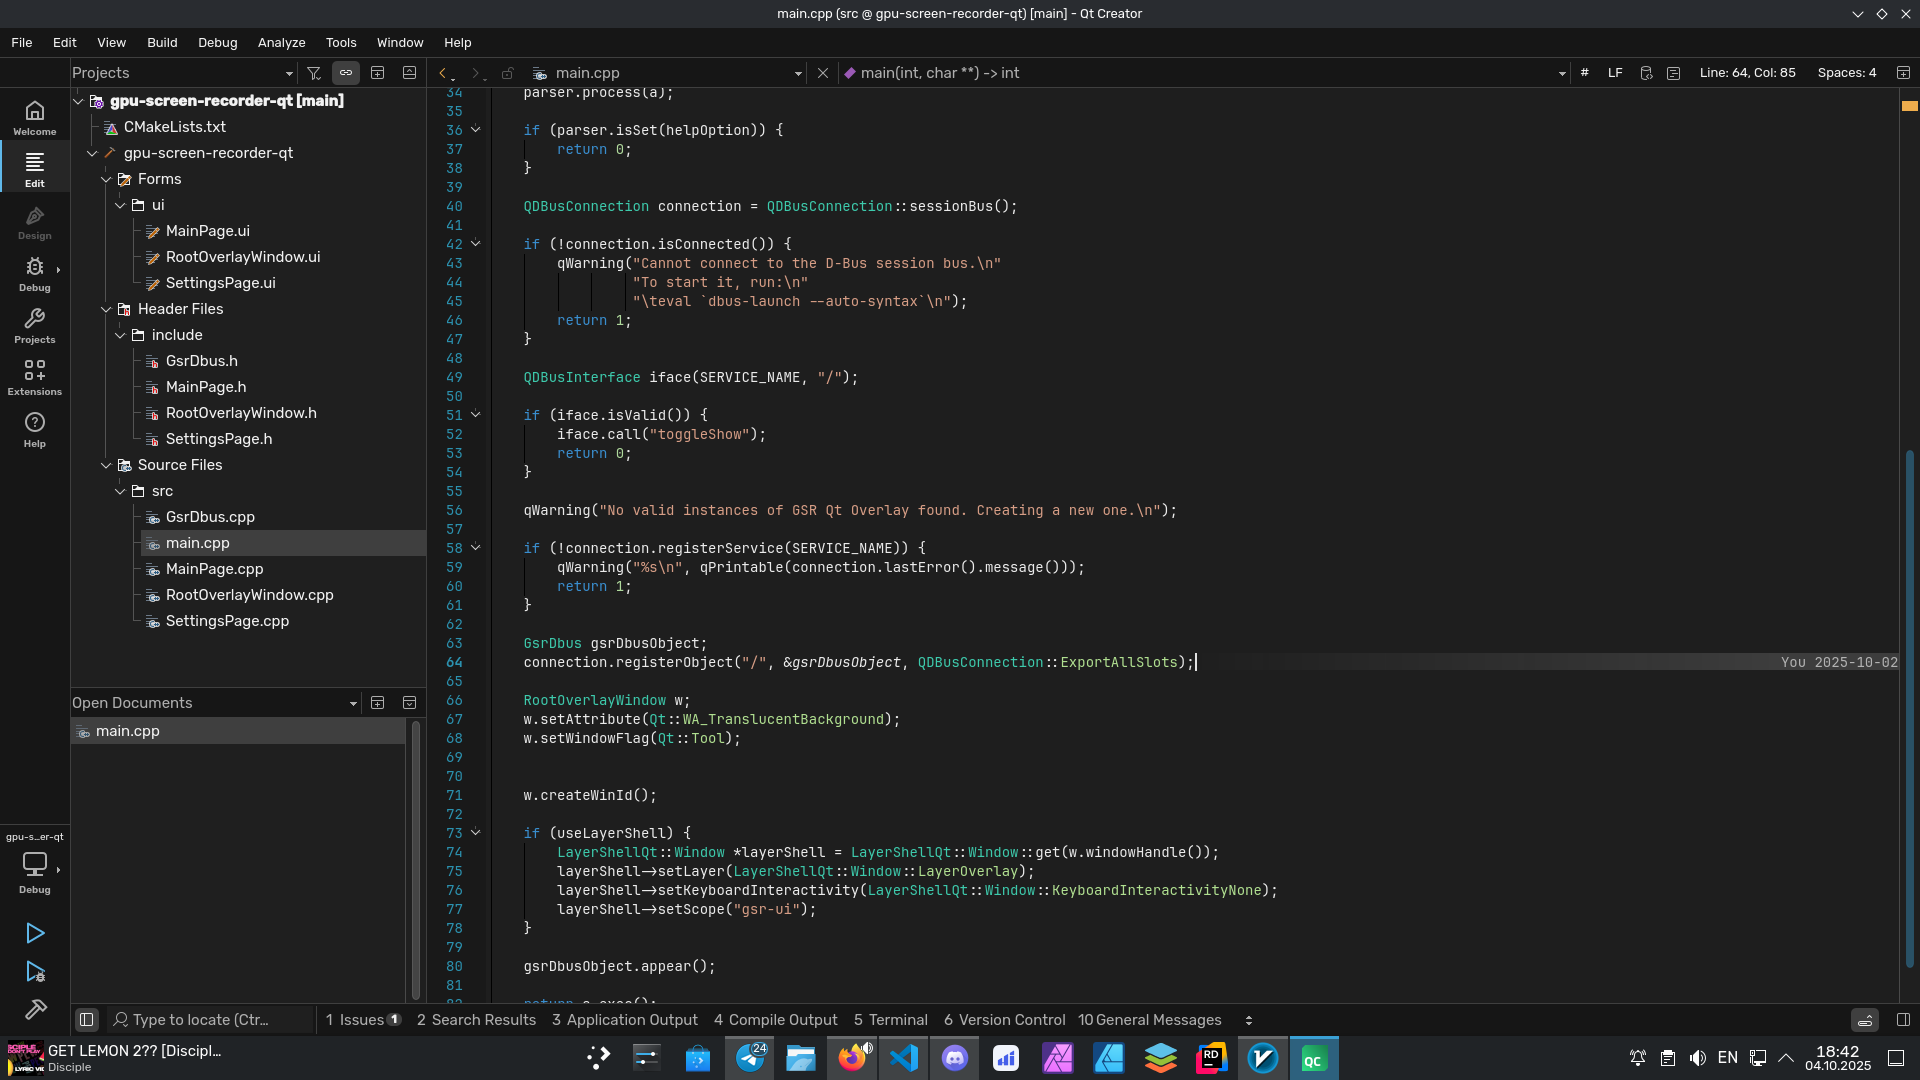 main.cpp (src @ gpu-screen-recorder-qt) [main] - Qt Creator
File Edit View Build Debug Analyze Tools Window Help
Projects
main.cpp
main(int, char **) -> int
# LF Line: 64, Col: 85 Spaces: 4
Welcome
Edit
Design
Debug
Projects
Extensions
Help
gpu-s...er-qt
Debug
gpu-screen-recorder-qt [main]
CMakeLists.txt
gpu-screen-recorder-qt
Forms
ui
MainPage.ui
RootOverlayWindow.ui
SettingsPage.ui
Header Files
include
GsrDbus.h
MainPage.h
RootOverlayWindow.h
SettingsPage.h
Source Files
src
GsrDbus.cpp
main.cpp
MainPage.cpp
RootOverlayWindow.cpp
SettingsPage.cpp
Open Documents
main.cpp
34 parser.process(a);
35
36 if (parser.isSet(helpOption)) {
37 return 0;
38 }
39
40 QDBusConnection connection = QDBusConnection::sessionBus();
41
42 if (!connection.isConnected()) {
43 qWarning("Cannot connect to the D-Bus session bus.\n"
44 "To start it, run:\n"
45 "\teval `dbus-launch --auto-syntax`\n");
46 return 1;
47 }
48
49 QDBusInterface iface(SERVICE_NAME, "/");
50
51 if (iface.isValid()) {
52 iface.call("toggleShow");
53 return 0;
54 }
55
56 qWarning("No valid instances of GSR Qt Overlay found. Creating a new one.\n");
57
58 if (!connection.registerService(SERVICE_NAME)) {
59 qWarning("%s\n", qPrintable(connection.lastError().message()));
60 return 1;
61 }
62
63 GsrDbus gsrDbusObject;
64 connection.registerObject("/", &gsrDbusObject, QDBusConnection::ExportAllSlots); You 2025-10-02
65
66 RootOverlayWindow w;
67 w.setAttribute(Qt::WA_TranslucentBackground);
68 w.setWindowFlag(Qt::Tool);
69
70
71 w.createWinId();
72
73 if (useLayerShell) {
74 LayerShellQt::Window *layerShell = LayerShellQt::Window::get(w.windowHandle());
75 layerShell->setLayer(LayerShellQt::Window::LayerOverlay);
76 layerShell->setKeyboardInteractivity(LayerShellQt::Window::KeyboardInteractivityNone);
77 layerShell->setScope("gsr-ui");
78 }
79
80 gsrDbusObject.appear();
81
82 return a.exec();
Type to locate (Ctr...
1 Issues 1 2 Search Results 3 Application Output 4 Compile Output 5 Terminal 6 Version Control 10 General Messages
GET LEMON 2?? [Discipl...
Disciple
24
RD
QC
EN
18:42
04.10.2025